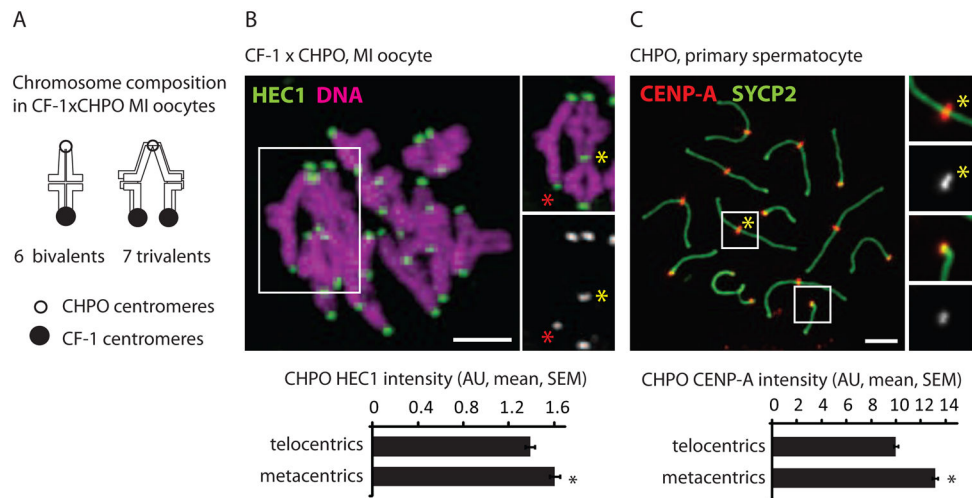 A
Chromosome composition
in CF-1xCHPO MI oocytes
6 bivalents 7 trivalents
CHPO centromeres
CF-1 centromeres
B
CF-1 x CHPO, MI oocyte
HEC1 DNA
*
*
*
*
CHPO HEC1 intensity (AU, mean, SEM)
0 0.4 0.8 1.2 1.6
telocentrics
metacentrics *
C
CHPO, primary spermatocyte
CENP-A SYCP2
*
*
*
CHPO CENP-A intensity (AU, mean, SEM)
0 2 4 6 8 10 12 14
telocentrics
metacentrics *